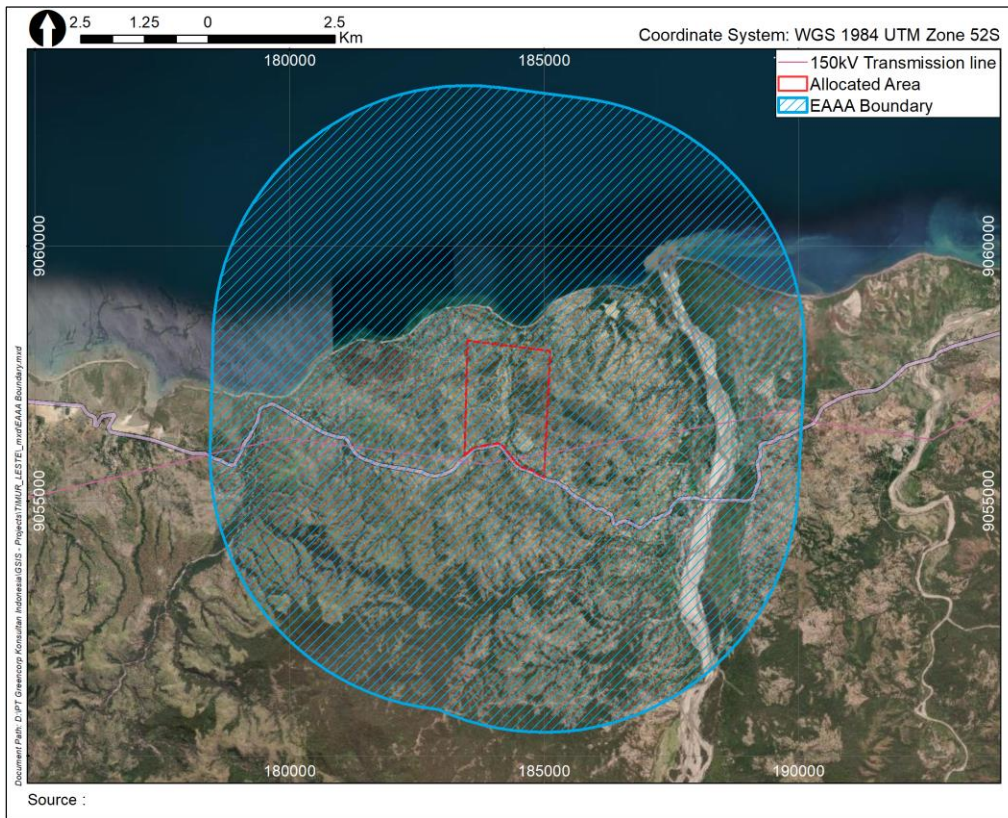 2.5 1.25 0 2.5
Km
Coordinate System: WGS 1984 UTM Zone 52S
150kV Transmission line
Allocated Area
EAAA Boundary
180000 185000
9060000 9060000
9055000 9055000
180000 185000 190000
Document Path: D:\PT Greencorp Konsultan Indonesia\GSIS - Projects\TIMUR_LESTE\_mxd\EAAA Boundary.mxd
Source :